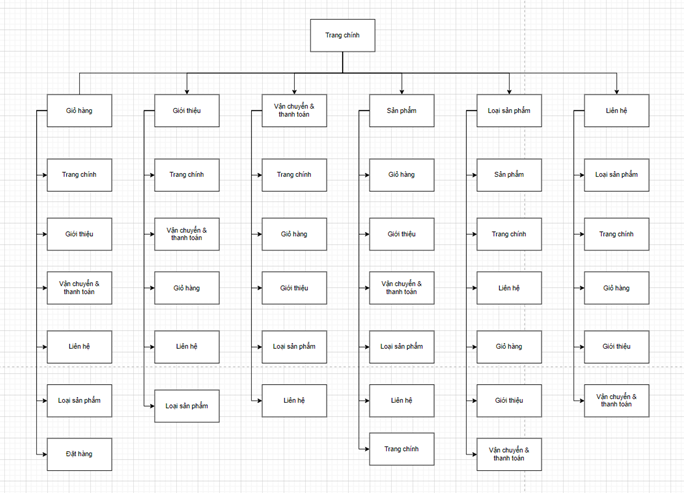 Trang chính
Giỏ hàng
Giới thiệu
Vận chuyển &
thanh toán
Sản phẩm
Loại sản phẩm
Liên hệ
Trang chính
Trang chính
Trang chính
Giỏ hàng
Sản phẩm
Loại sản phẩm
Giới thiệu
Vận chuyển &
thanh toán
Giỏ hàng
Giới thiệu
Trang chính
Trang chính
Vận chuyển &
thanh toán
Giỏ hàng
Giới thiệu
Vận chuyển &
thanh toán
Liên hệ
Giỏ hàng
Liên hệ
Liên hệ
Loại sản phẩm
Loại sản phẩm
Giỏ hàng
Giới thiệu
Loại sản phẩm
Loại sản phẩm
Liên hệ
Liên hệ
Giới thiệu
Vận chuyển &
thanh toán
Đặt hàng
Trang chính
Vận chuyển &
thanh toán